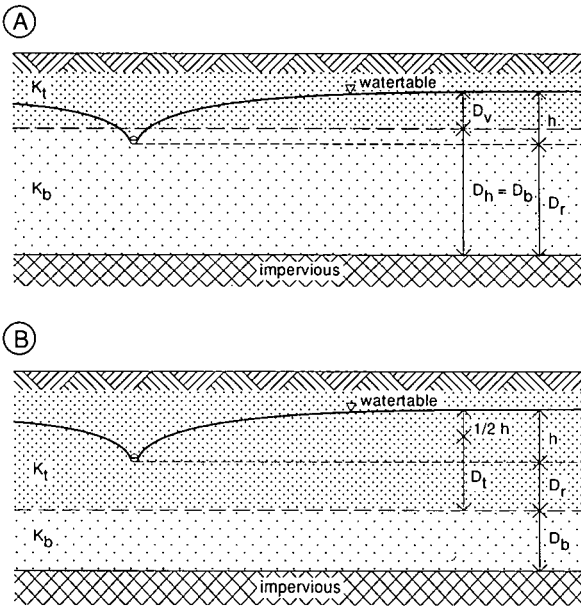 A
K_t
watertable
D_v
h
K_b
D_h = D_b
D_r
impervious
B
watertable
1/2 h
h
K_t
D_t
D_r
K_b
D_b
impervious